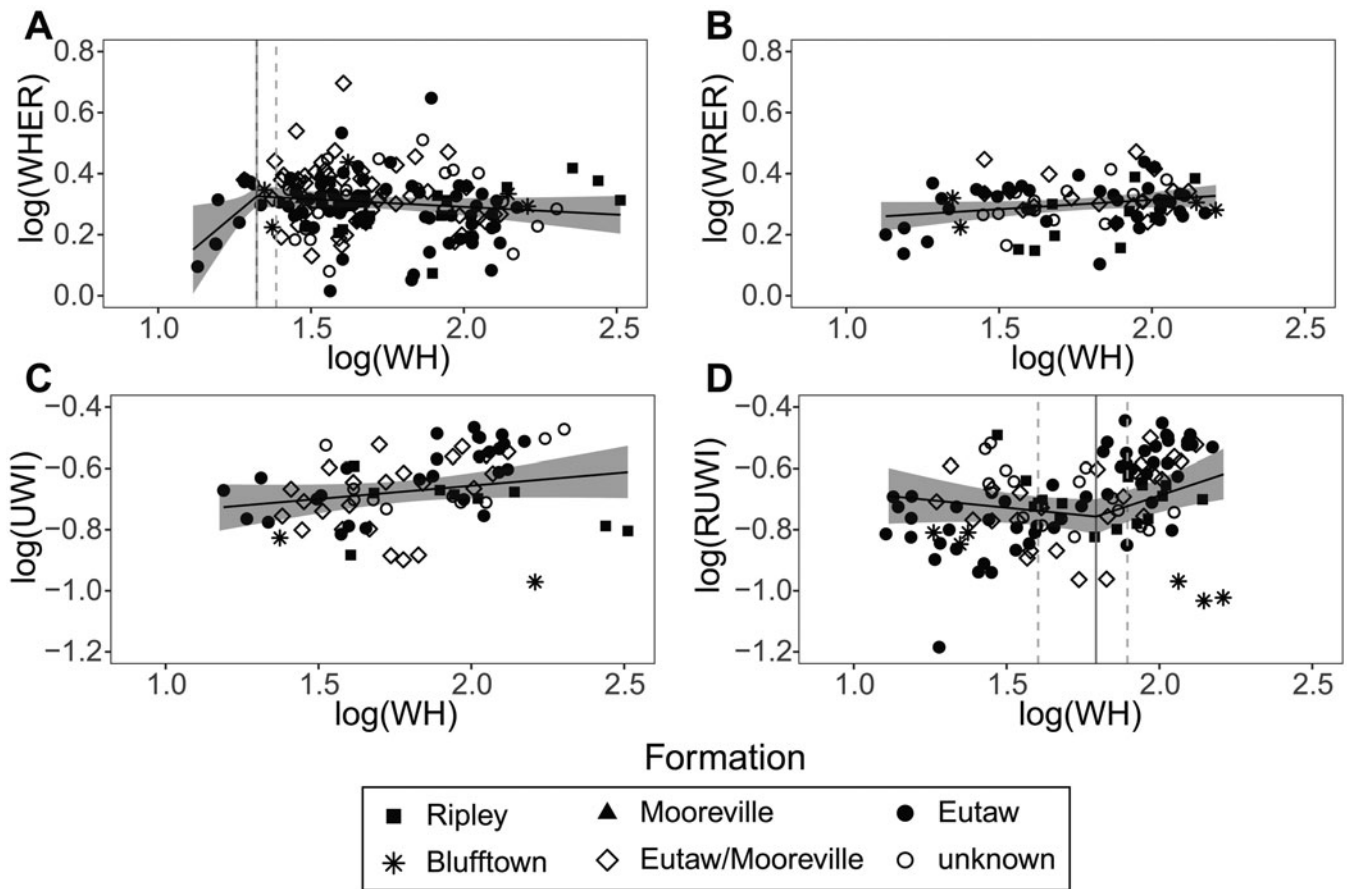 A
B
0.8
0.6
0.4
0.2
0.0
log(WHER)
1.0 1.5 2.0 2.5
log(WH)
0.8
0.6
0.4
0.2
0.0
log(WRER)
1.0 1.5 2.0 2.5
log(WH)
C
D
−0.4
−0.6
−0.8
−1.0
−1.2
log(UWI)
1.0 1.5 2.0 2.5
log(WH)
−0.4
−0.6
−0.8
−1.0
−1.2
log(RUWI)
1.0 1.5 2.0 2.5
log(WH)
Formation
Ripley Mooreville Eutaw
Blufftown Eutaw/Mooreville unknown